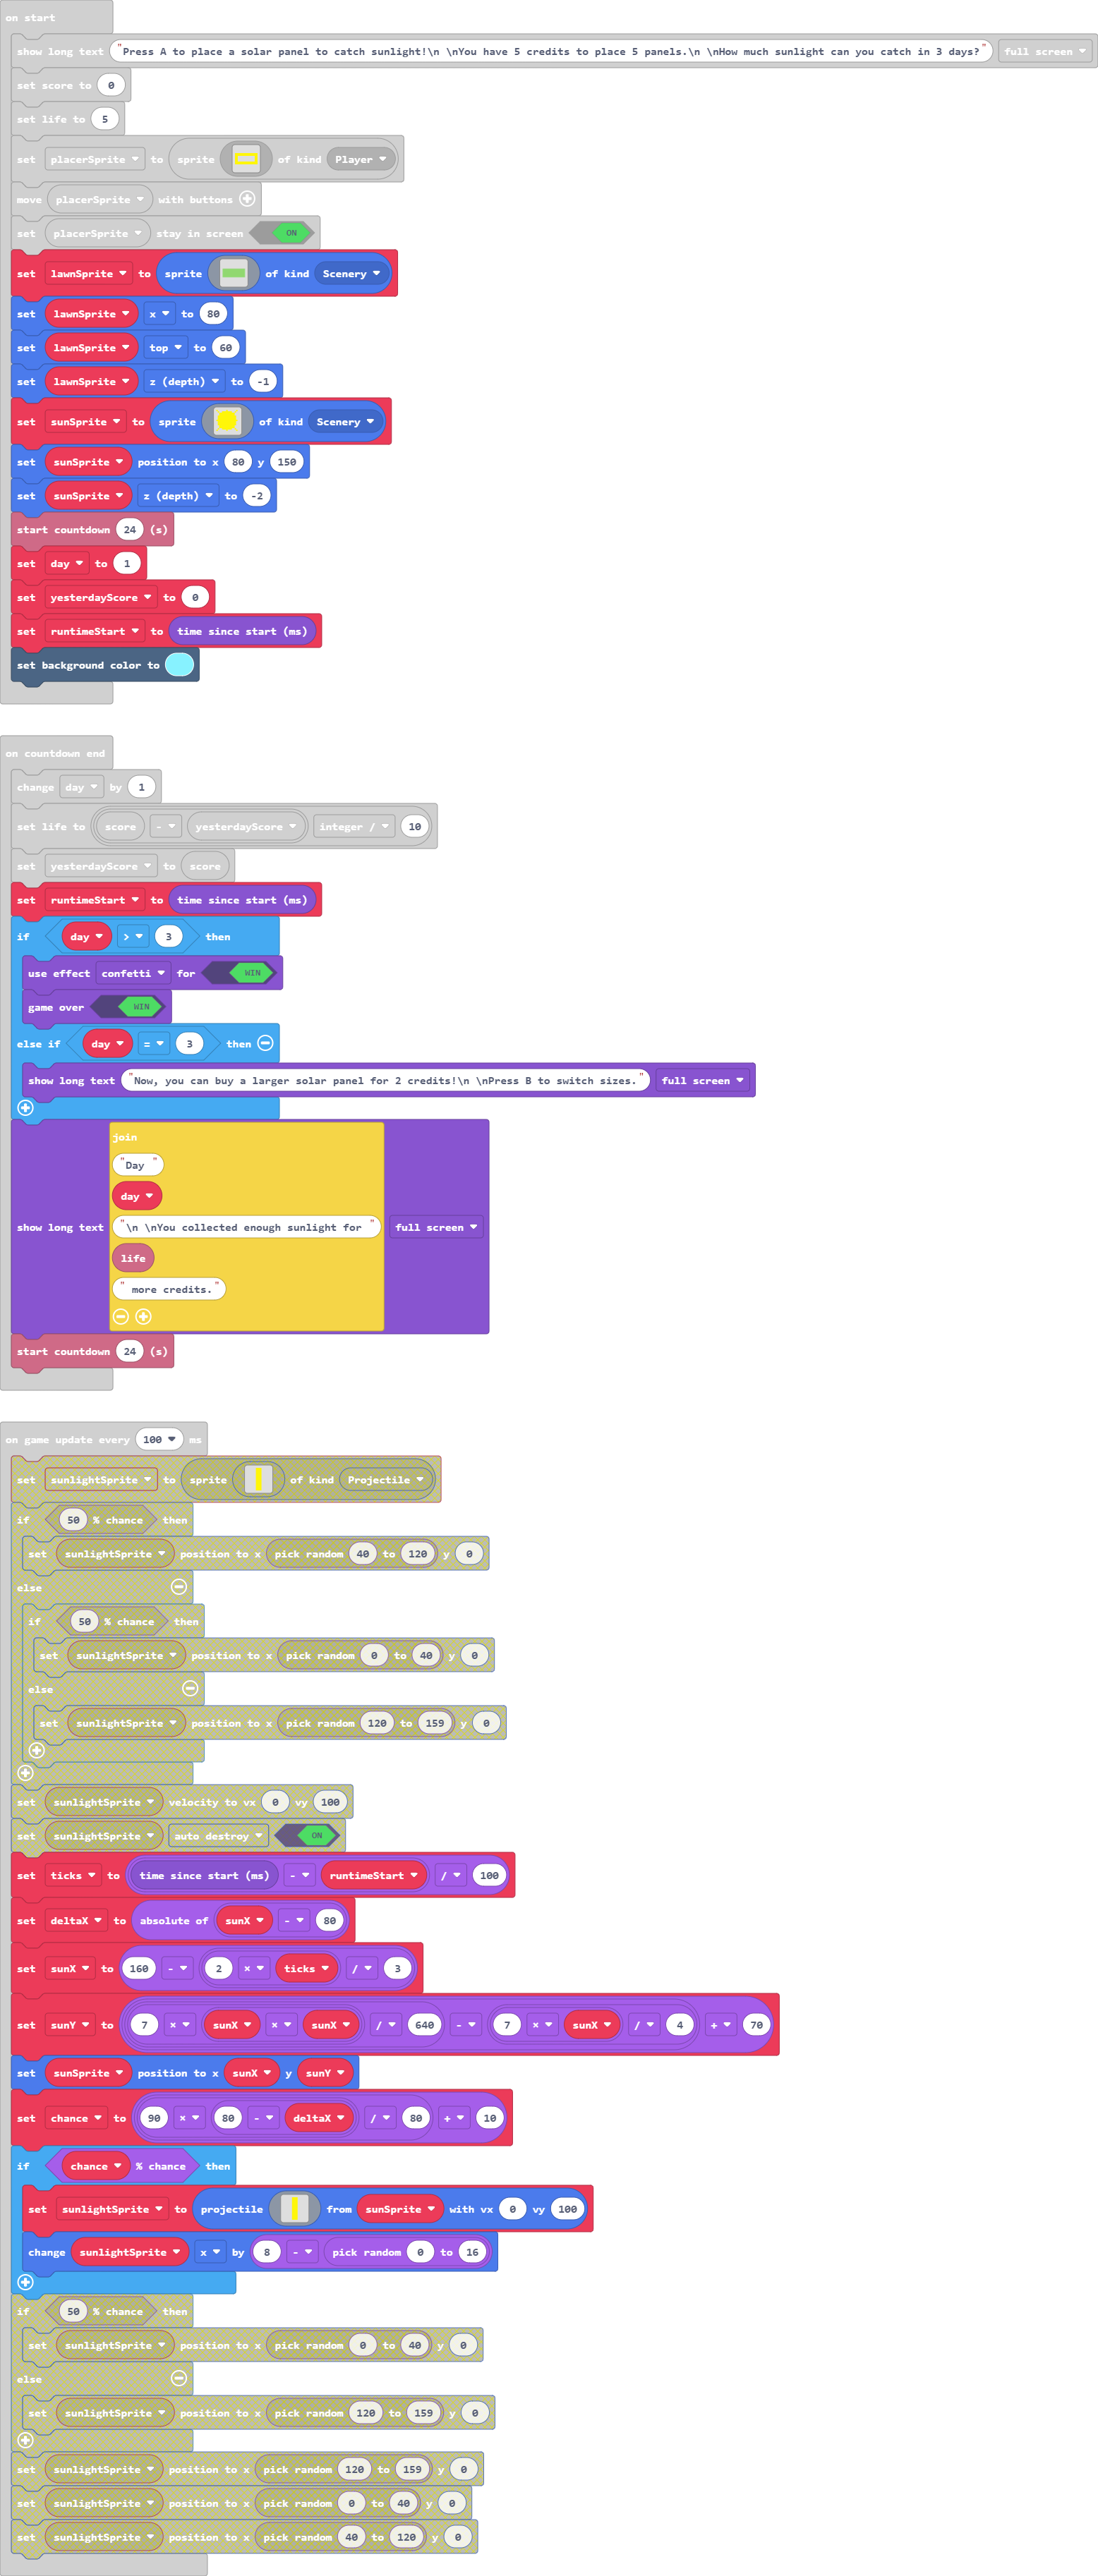 on start
show long text "Press A to place a solar panel to catch sunlight!\n \nYou have 5 credits to place 5 panels.\n \nHow much sunlight can you catch in 3 days?" full screen
set score to 0
set life to 5
set placerSprite to sprite of kind Player
move placerSprite with buttons
set placerSprite stay in screen ON
set lawnSprite to sprite of kind Scenery
set lawnSprite x to 80
set lawnSprite top to 60
set lawnSprite z (depth) to -1
set sunSprite to sprite of kind Scenery
set sunSprite position to x 80 y 150
set sunSprite z (depth) to -2
start countdown 24 (s)
set day to 1
set yesterdayScore to 0
set runtimeStart to time since start (ms)
set background color to
on countdown end
change day by 1
set life to score - yesterdayScore integer / 10
set yesterdayScore to score
set runtimeStart to time since start (ms)
if day > 3 then
use effect confetti for WIN
game over WIN
else if day = 3 then
show long text "Now, you can buy a larger solar panel for 2 credits!\n \nPress B to switch sizes." full screen
join
"Day "
day
show long text "\n \nYou collected enough sunlight for " full screen
life
" more credits."
start countdown 24 (s)
on game update every 100 ms
set sunlightSprite to sprite of kind Projectile
if 50 % chance then
set sunlightSprite position to x pick random 40 to 120 y 0
else
if 50 % chance then
set sunlightSprite position to x pick random 0 to 40 y 0
else
set sunlightSprite position to x pick random 120 to 159 y 0
set sunlightSprite velocity to vx 0 vy 100
set sunlightSprite auto destroy ON
set ticks to time since start (ms) - runtimeStart / 100
set deltaX to absolute of sunX - 80
set sunX to 160 - 2 × ticks / 3
set sunY to 7 × sunX × sunX / 640 - 7 × sunX / 4 + 70
set sunSprite position to x sunX y sunY
set chance to 90 × 80 - deltaX / 80 + 10
if chance % chance then
set sunlightSprite to projectile from sunSprite with vx 0 vy 100
change sunlightSprite x by 8 - pick random 0 to 16
if 50 % chance then
set sunlightSprite position to x pick random 0 to 40 y 0
else
set sunlightSprite position to x pick random 120 to 159 y 0
set sunlightSprite position to x pick random 120 to 159 y 0
set sunlightSprite position to x pick random 0 to 40 y 0
set sunlightSprite position to x pick random 40 to 120 y 0